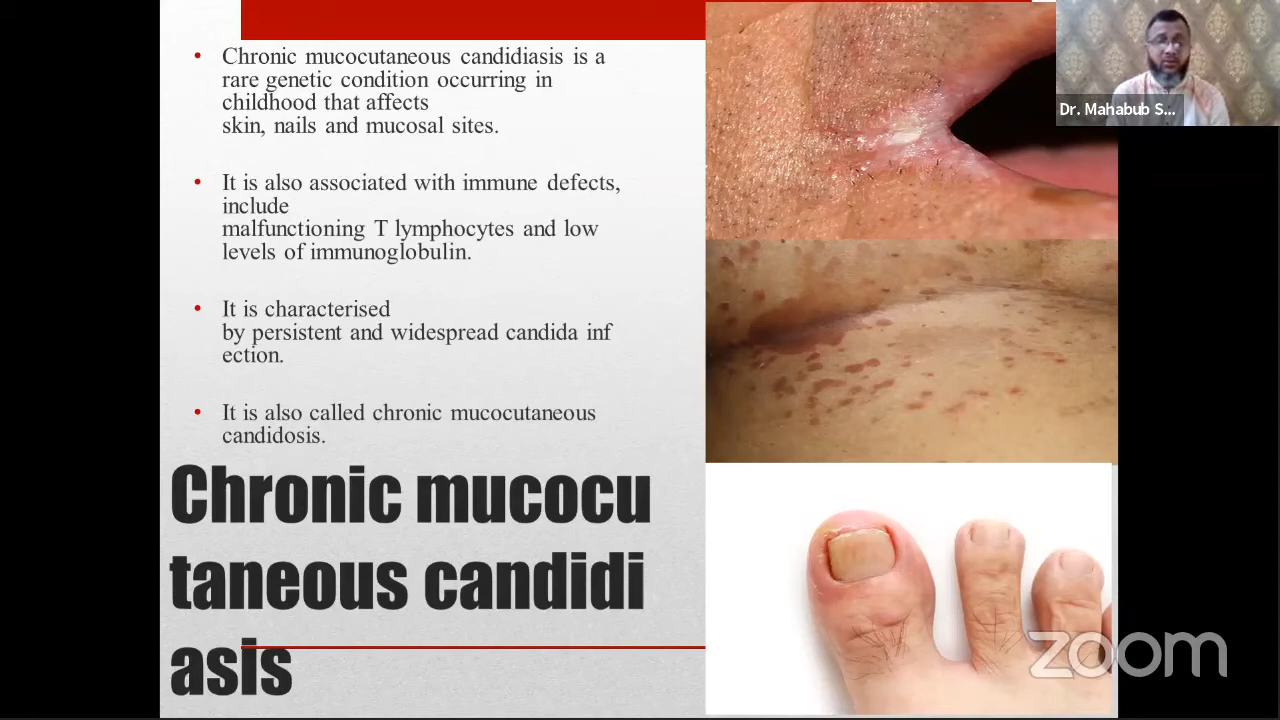 • Chronic mucocutaneous candidiasis is a
rare genetic condition occurring in
childhood that affects
skin, nails and mucosal sites.
• It is also associated with immune defects,
include
malfunctioning T lymphocytes and low
levels of immunoglobulin.
• It is characterised
by persistent and widespread candida inf
ection.
• It is also called chronic mucocutaneous
candidosis.
Chronic mucocu
taneous candidi
asis
Dr. Mahabub S...
zoom